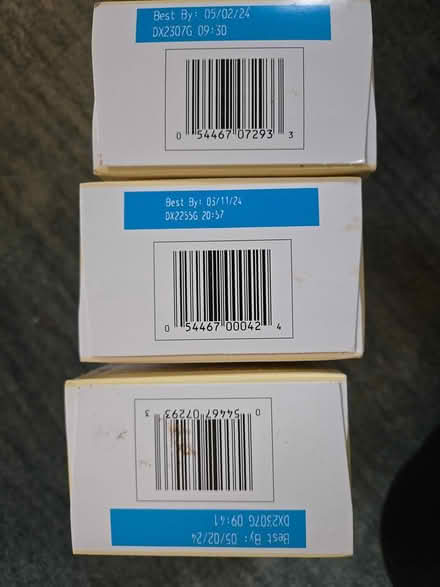 Best By: 05/02/24
DX2307G 09:30
0 54467 07293 3
Best By: 03/11/24
DX2255G 20:57
0 54467 00042 4
0 54467 07293 3
DX2307G 09:41
Best By: 05/02/24